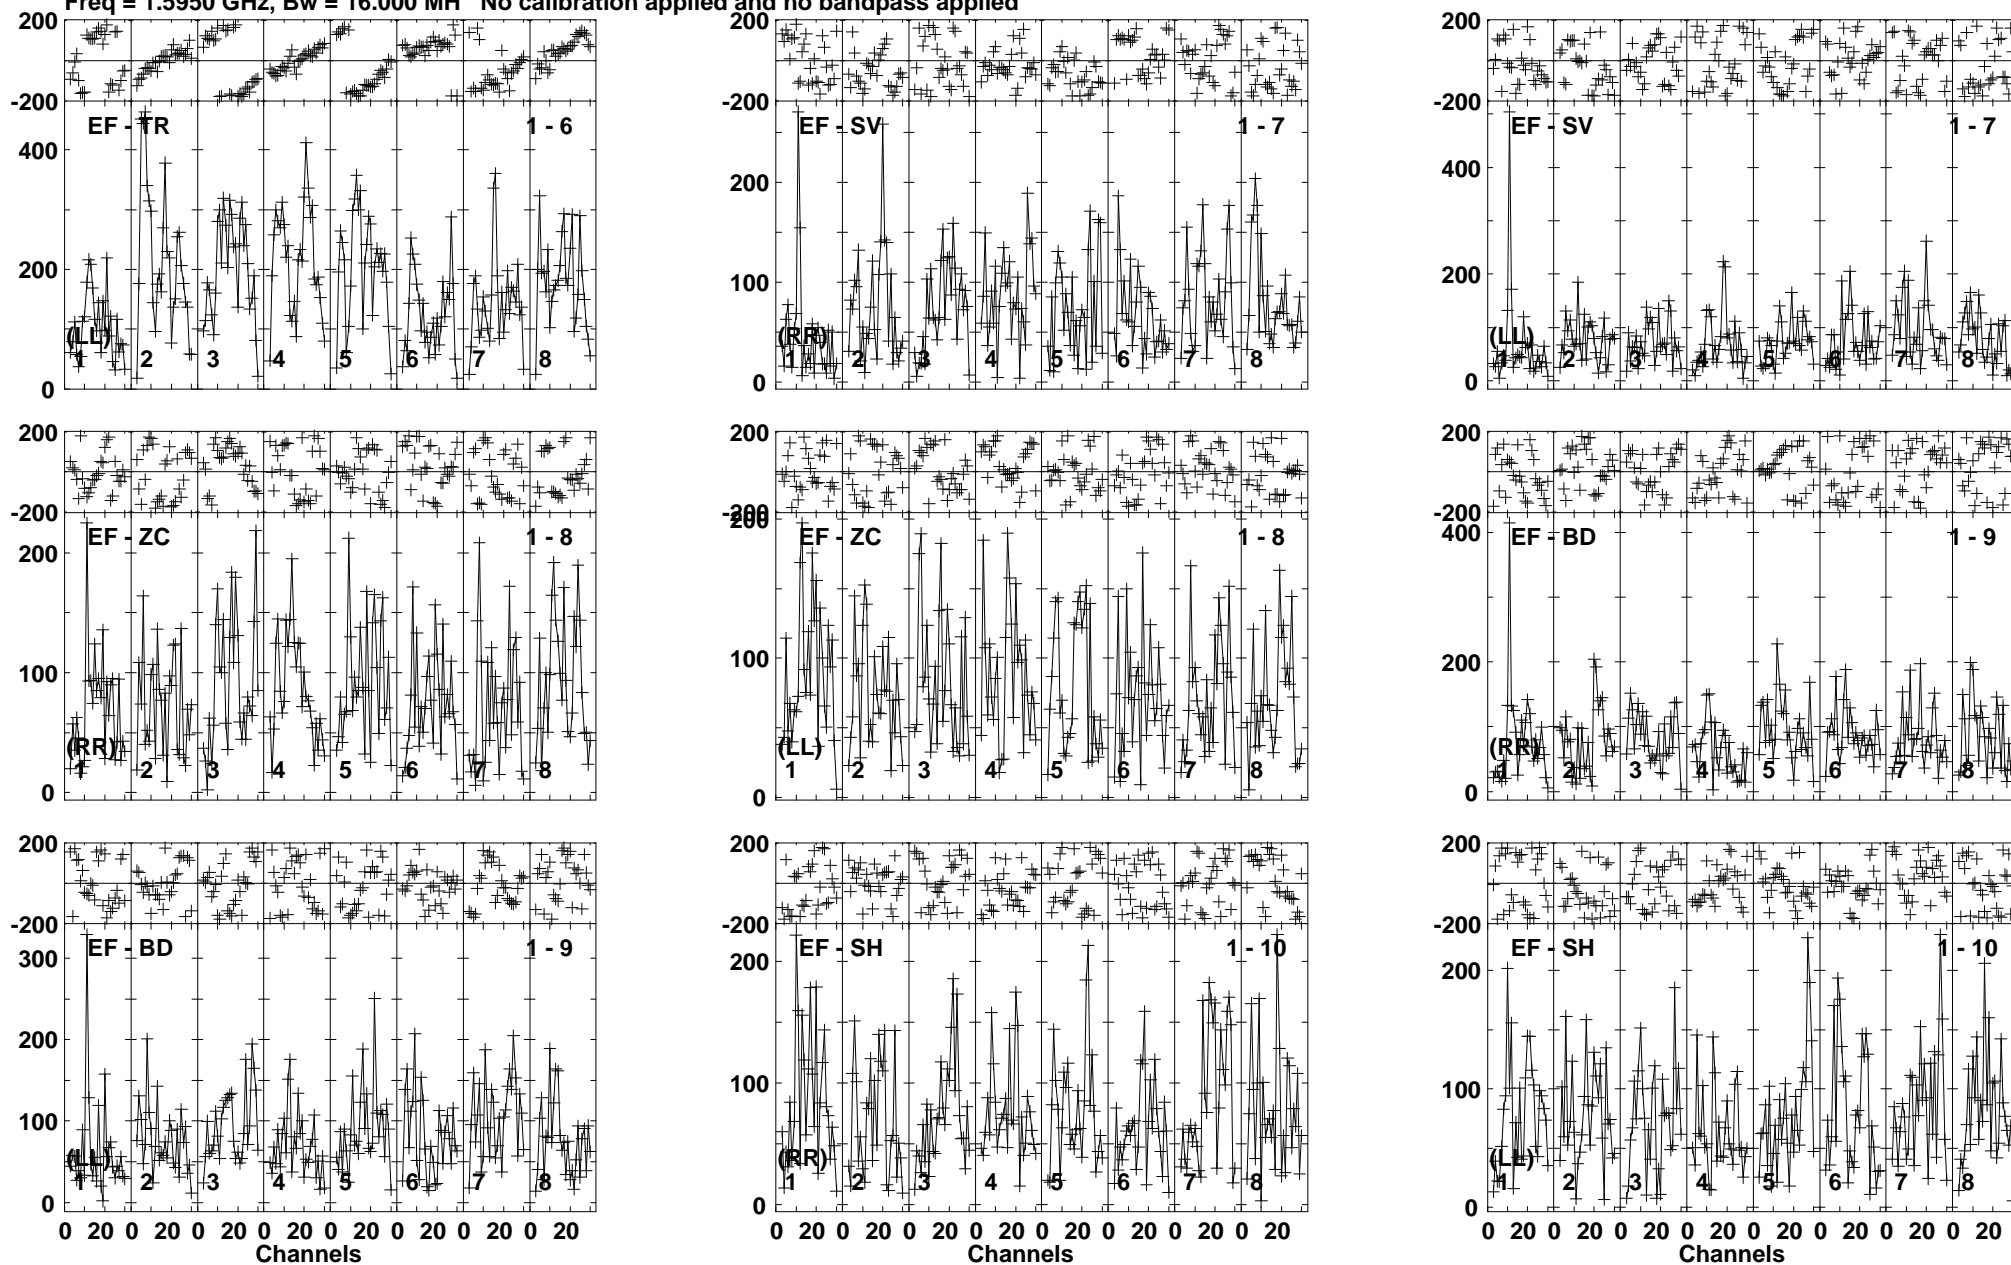 Freq = 1.5950 GHz, Bw = 16.000 MH No calibration applied and no bandpass applied
200 200 200
-200 -200 -200
EF - TR 1 - 6 EF - SV 1 - 7 EF - SV 1 - 7
400 200 400
200 100 200
(LL) (RR) (LL)
1 2 3 4 5 6 7 8 1 2 3 4 5 6 7 8 1 2 3 4 5 6 7 8
0 0 0
200 200 200
-200 -200 -200
200 400
EF - ZC 1 - 8 EF - ZC 1 - 8 EF - BD 1 - 9
200 200
100 100
(RR) (LL) (RR)
1 2 3 4 5 6 7 8 1 2 3 4 5 6 7 8 1 2 3 4 5 6 7 8
0 0 0
200 200 200
-200 -200 -200
EF - BD 1 - 9 EF - SH 1 - 10 EF - SH 1 - 10
300 200 200
200
100 100 100
(LL) (RR) (LL)
1 2 3 4 5 6 7 8 1 2 3 4 5 6 7 8 1 2 3 4 5 6 7 8
0 0 0
0 20 0 20 0 20 0 20 0 20 0 20 0 20 0 20 0 20 0 20 0 20 0 20 0 20 0 20 0 20 0 20 0 20 0 20 0 20 0 20 0 20 0 20 0 20 0 20
Channels Channels Channels